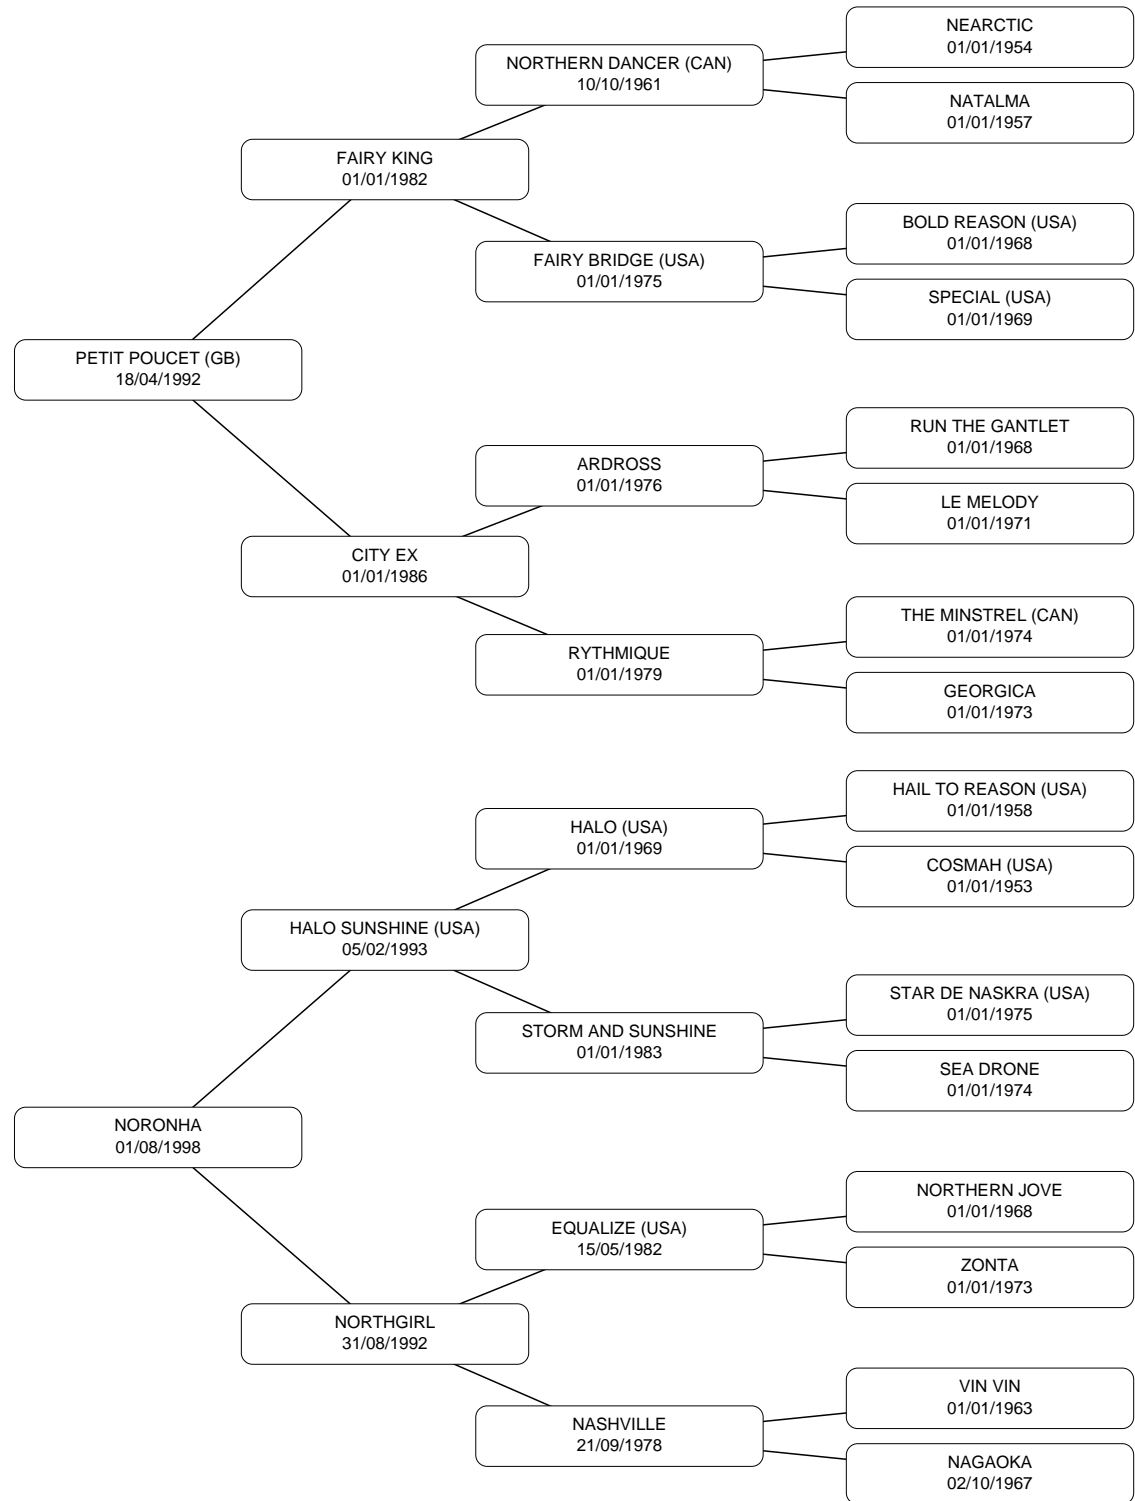 NEARCTIC
01/01/1954
NORTHERN DANCER (CAN)
10/10/1961
NATALMA
01/01/1957
FAIRY KING
01/01/1982
BOLD REASON (USA)
01/01/1968
FAIRY BRIDGE (USA)
01/01/1975
SPECIAL (USA)
01/01/1969
PETIT POUCET (GB)
18/04/1992
RUN THE GANTLET
01/01/1968
ARDROSS
01/01/1976
LE MELODY
01/01/1971
CITY EX
01/01/1986
THE MINSTREL (CAN)
01/01/1974
RYTHMIQUE
01/01/1979
GEORGICA
01/01/1973
HAIL TO REASON (USA)
01/01/1958
HALO (USA)
01/01/1969
COSMAH (USA)
01/01/1953
HALO SUNSHINE (USA)
05/02/1993
STAR DE NASKRA (USA)
01/01/1975
STORM AND SUNSHINE
01/01/1983
SEA DRONE
01/01/1974
NORONHA
01/08/1998
NORTHERN JOVE
01/01/1968
EQUALIZE (USA)
15/05/1982
ZONTA
01/01/1973
NORTHGIRL
31/08/1992
VIN VIN
01/01/1963
NASHVILLE
21/09/1978
NAGAOKA
02/10/1967